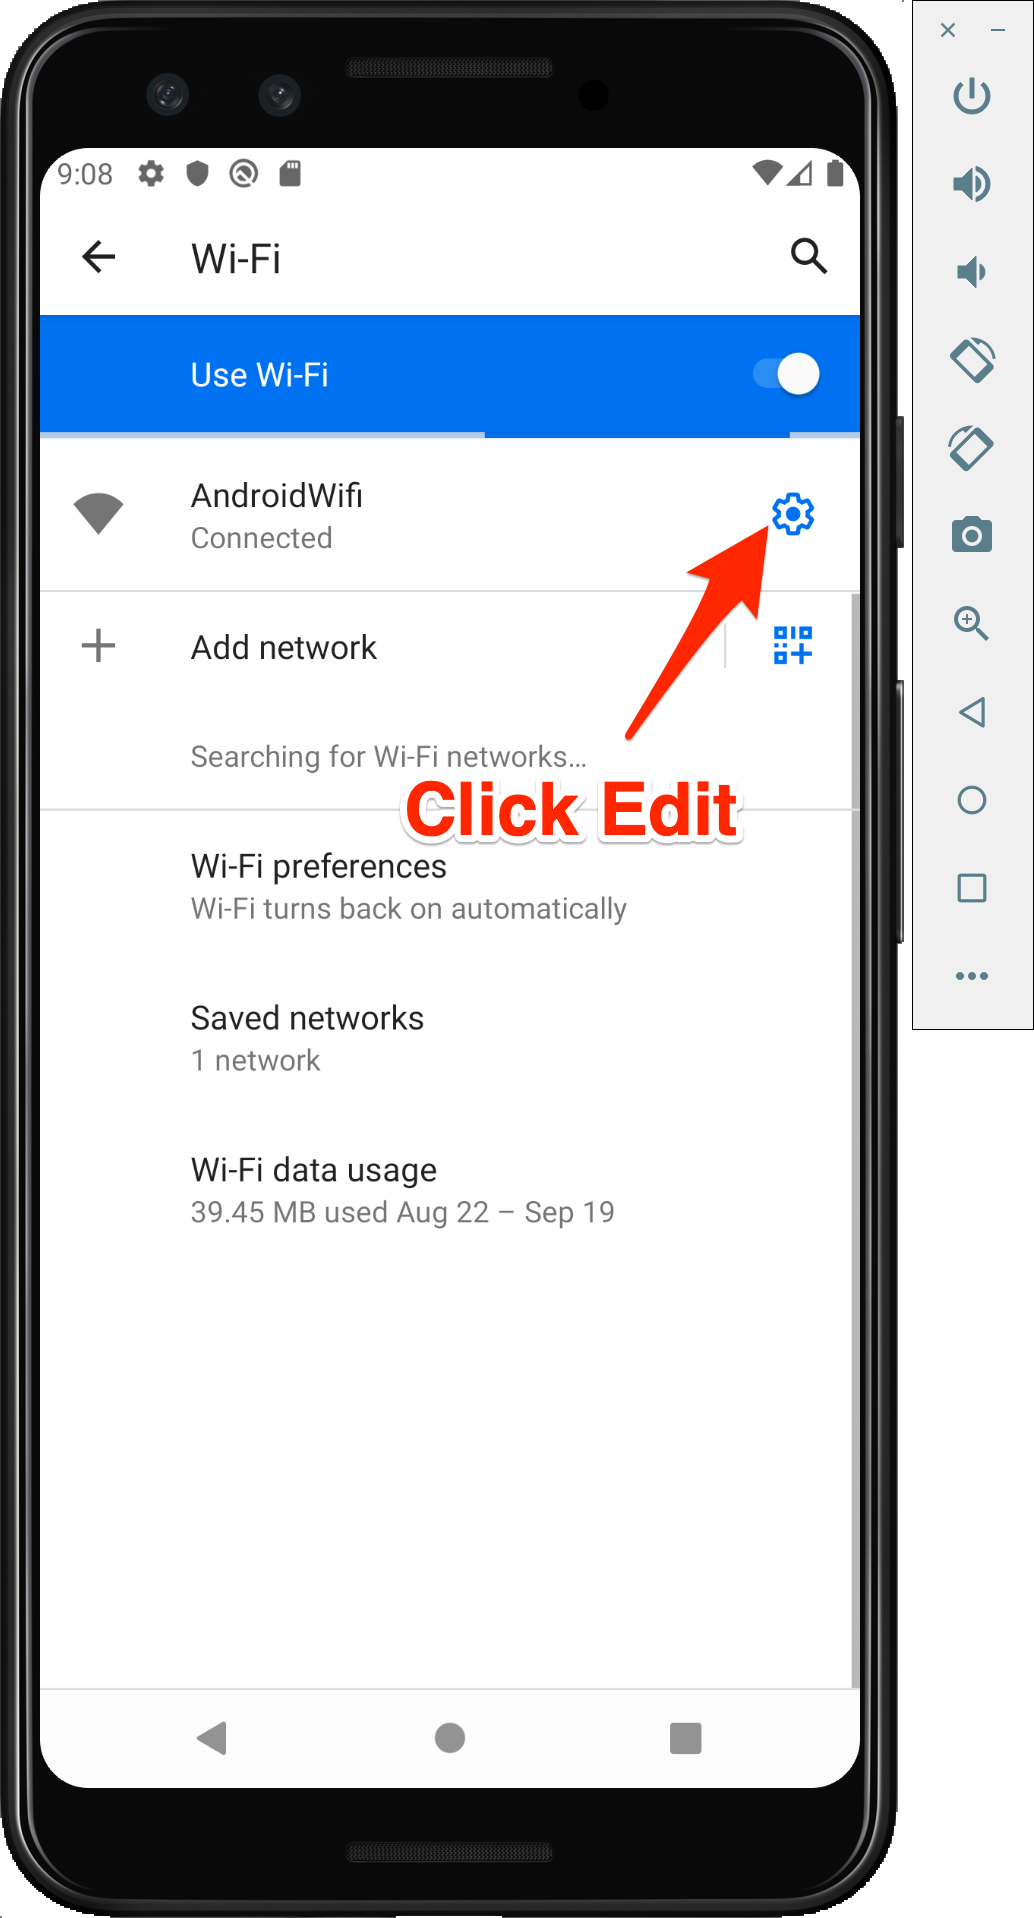 9:08
Wi-Fi
Use Wi-Fi
AndroidWifi
Connected
Add network
Searching for Wi-Fi networks...
Click Edit
Wi-Fi preferences
Wi-Fi turns back on automatically
Saved networks
1 network
Wi-Fi data usage
39.45 MB used Aug 22 – Sep 19